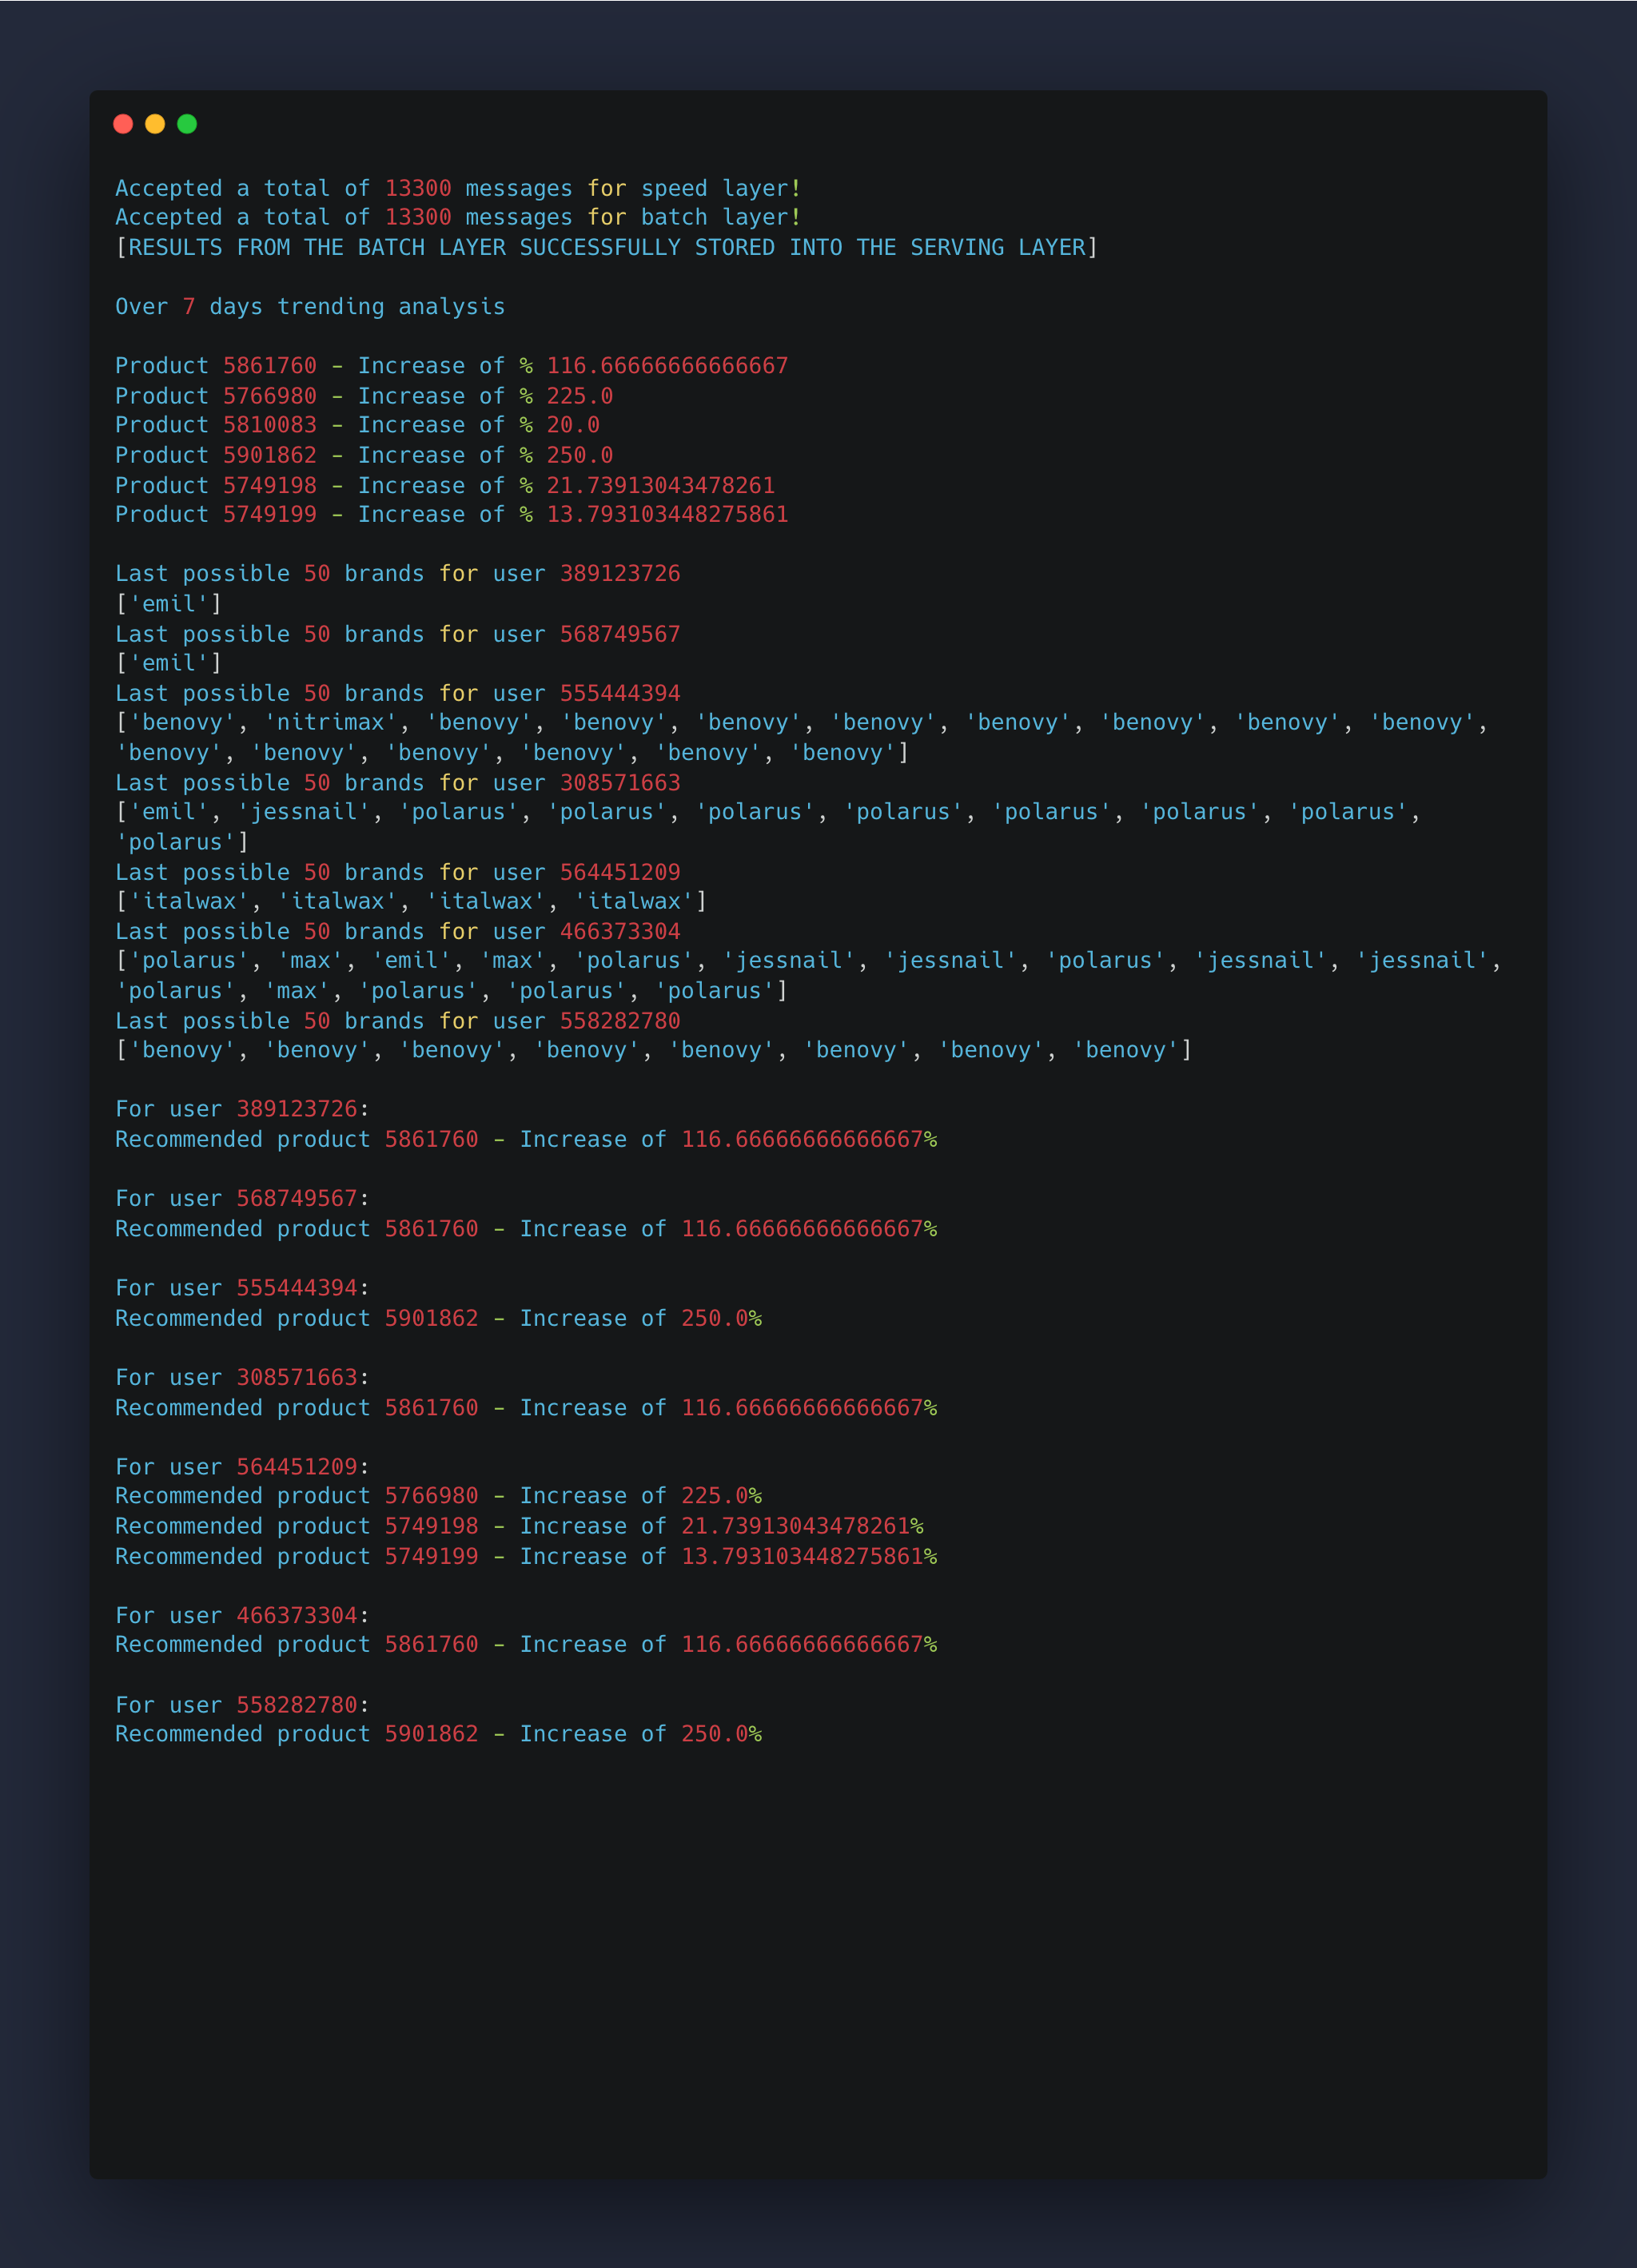 Accepted a total of 13300 messages for speed layer!
Accepted a total of 13300 messages for batch layer!
[RESULTS FROM THE BATCH LAYER SUCCESSFULLY STORED INTO THE SERVING LAYER]
Over 7 days trending analysis
Product 5861760 - Increase of % 116.66666666666667
Product 5766980 - Increase of % 225.0
Product 5810083 - Increase of % 20.0
Product 5901862 - Increase of % 250.0
Product 5749198 - Increase of % 21.73913043478261
Product 5749199 - Increase of % 13.793103448275861
Last possible 50 brands for user 389123726
['emil']
Last possible 50 brands for user 568749567
['emil']
Last possible 50 brands for user 555444394
['benovy', 'nitrimax', 'benovy', 'benovy', 'benovy', 'benovy', 'benovy', 'benovy', 'benovy', 'benovy',
'benovy', 'benovy', 'benovy', 'benovy', 'benovy', 'benovy']
Last possible 50 brands for user 308571663
['emil', 'jessnail', 'polarus', 'polarus', 'polarus', 'polarus', 'polarus', 'polarus', 'polarus',
'polarus']
Last possible 50 brands for user 564451209
['italwax', 'italwax', 'italwax', 'italwax']
Last possible 50 brands for user 466373304
['polarus', 'max', 'emil', 'max', 'polarus', 'jessnail', 'jessnail', 'polarus', 'jessnail', 'jessnail',
'polarus', 'max', 'polarus', 'polarus', 'polarus']
Last possible 50 brands for user 558282780
['benovy', 'benovy', 'benovy', 'benovy', 'benovy', 'benovy', 'benovy', 'benovy']
For user 389123726:
Recommended product 5861760 - Increase of 116.66666666666667%
For user 568749567:
Recommended product 5861760 - Increase of 116.66666666666667%
For user 555444394:
Recommended product 5901862 - Increase of 250.0%
For user 308571663:
Recommended product 5861760 - Increase of 116.66666666666667%
For user 564451209:
Recommended product 5766980 - Increase of 225.0%
Recommended product 5749198 - Increase of 21.73913043478261%
Recommended product 5749199 - Increase of 13.793103448275861%
For user 466373304:
Recommended product 5861760 - Increase of 116.66666666666667%
For user 558282780:
Recommended product 5901862 - Increase of 250.0%